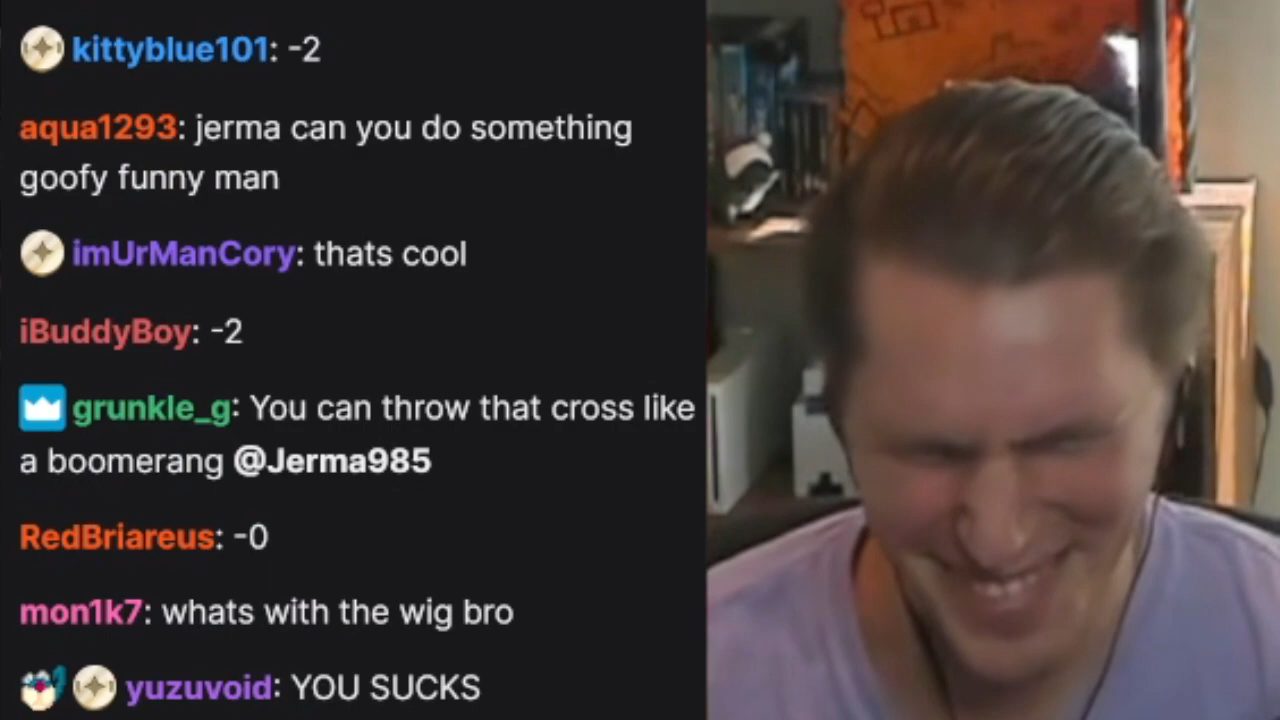 kittyblue101: -2
aqua1293: jerma can you do something
goofy funny man
imUrManCory: thats cool
iBuddyBoy: -2
grunkle_g: You can throw that cross like
a boomerang @Jerma985
RedBriareus: -0
mon1k7: whats with the wig bro
yuzuvoid: YOU SUCKS